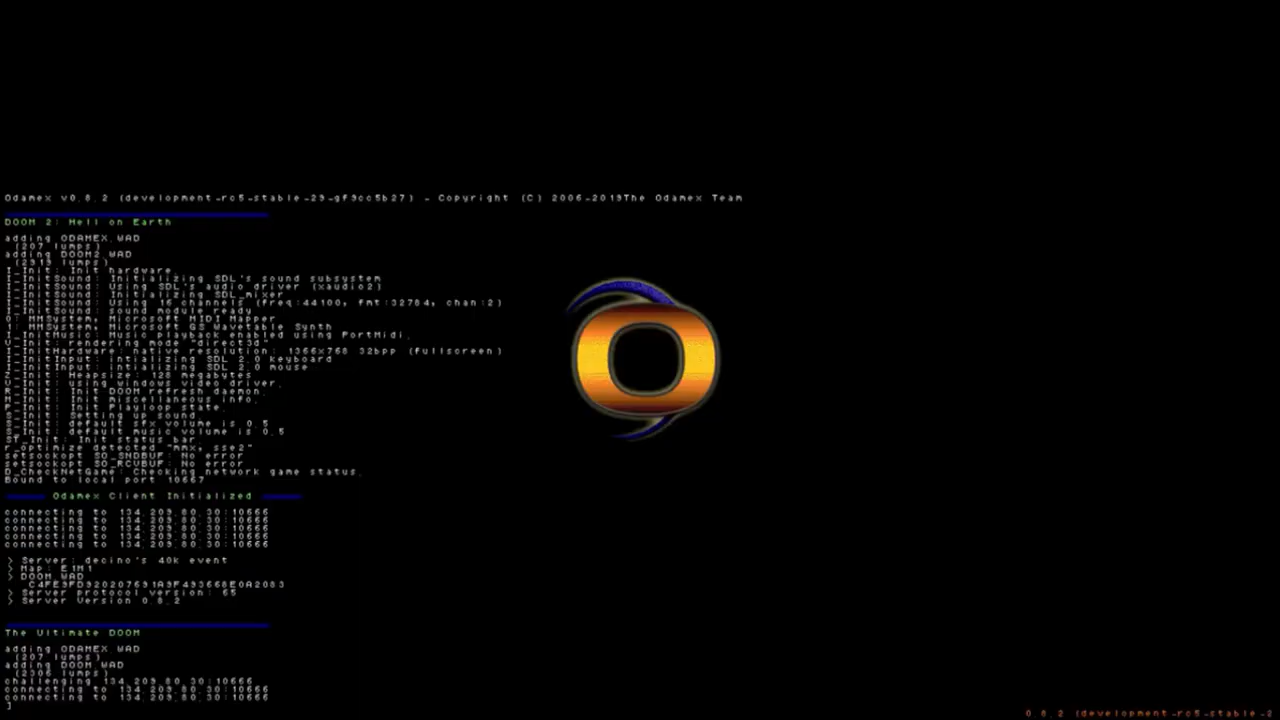 Odamex v0.8.2 (development-rc5-stable-29-gf9cc5b27) - Copyright (C) 2006-2019The Odamex Team
DOOM 2: Hell on Earth
adding ODAMEX.WAD
(207 lumps)
adding DOOM2.WAD
(2919 lumps)
I_Init: Init hardware.
I_InitSound: Initializing SDL's sound subsystem
I_InitSound: Using SDL's audio driver (xaudio2)
I_InitSound: Initializing SDL_mixer
I_InitSound: Using 16 channels (freq:44100, fmt:32784, chan:2)
I_InitSound: sound module ready
0: MMSystem, Microsoft MIDI Mapper
1: MMSystem, Microsoft GS Wavetable Synth
I_InitMusic: Music playback enabled using PortMidi.
V_Init: rendering mode "direct3d"
I_InitHardware: native resolution: 1366x768 32bpp (fullscreen)
I_InitInput: intializing SDL 2.0 keyboard
I_InitInput: intializing SDL 2.0 mouse
Z_Init: Heapsize: 128 megabytes
V_Init: using windows video driver.
R_Init: Init DOOM refresh daemon.
M_Init: Init miscellaneous info.
P_Init: Init Playloop state.
S_Init: Setting up sound.
S_Init: default sfx volume is 0.5
S_Init: default music volume is 0.5
ST_Init: Init status bar.
r_optimize detected "mmx, sse2"
setsockopt SO_SNDBUF: No error
setsockopt SO_RCVBUF: No error
D_CheckNetGame: Checking network game status.
Bound to local port 10667
Odamex Client Initialized
connecting to 134.209.80.30:10666
connecting to 134.209.80.30:10666
connecting to 134.209.80.30:10666
connecting to 134.209.80.30:10666
connecting to 134.209.80.30:10666
> Server: decino's 40k event
> Map: E1M1
> DOOM.WAD
C4FE9FD920207691A9F493668E0A2083
> Server protocol version: 65
> Server Version 0.8.2
The Ultimate DOOM
adding ODAMEX.WAD
(207 lumps)
adding DOOM.WAD
(2306 lumps)
challenging 134.209.80.30:10666
connecting to 134.209.80.30:10666
connecting to 134.209.80.30:10666
]
0.8.2 (development-rc5-stable-2